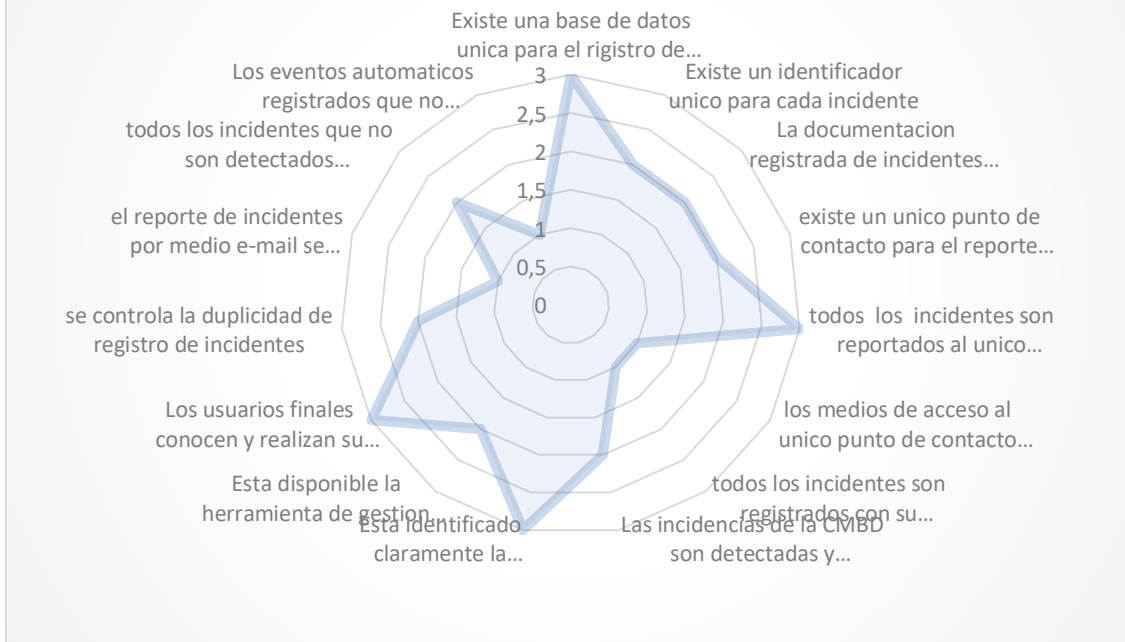 Existe una base de datos
unica para el rigistro de...
Existe un identificador
unico para cada incidente
La documentacion
registrada de incidentes...
existe un unico punto de
contacto para el reporte...
todos los incidentes son
reportados al unico...
los medios de acceso al
unico punto de contacto...
todos los incidentes son
registrados con su...
Las incidencias de la CMBD
son detectadas y...
Esta identificado
claramente la...
Esta disponible la
herramienta de gestion...
Los usuarios finales
conocen y realizan su...
se controla la duplicidad de
registro de incidentes
el reporte de incidentes
por medio e-mail se...
todos los incidentes que no
son detectados...
Los eventos automaticos
registrados que no...
3
2,5
2
1,5
1
0,5
0